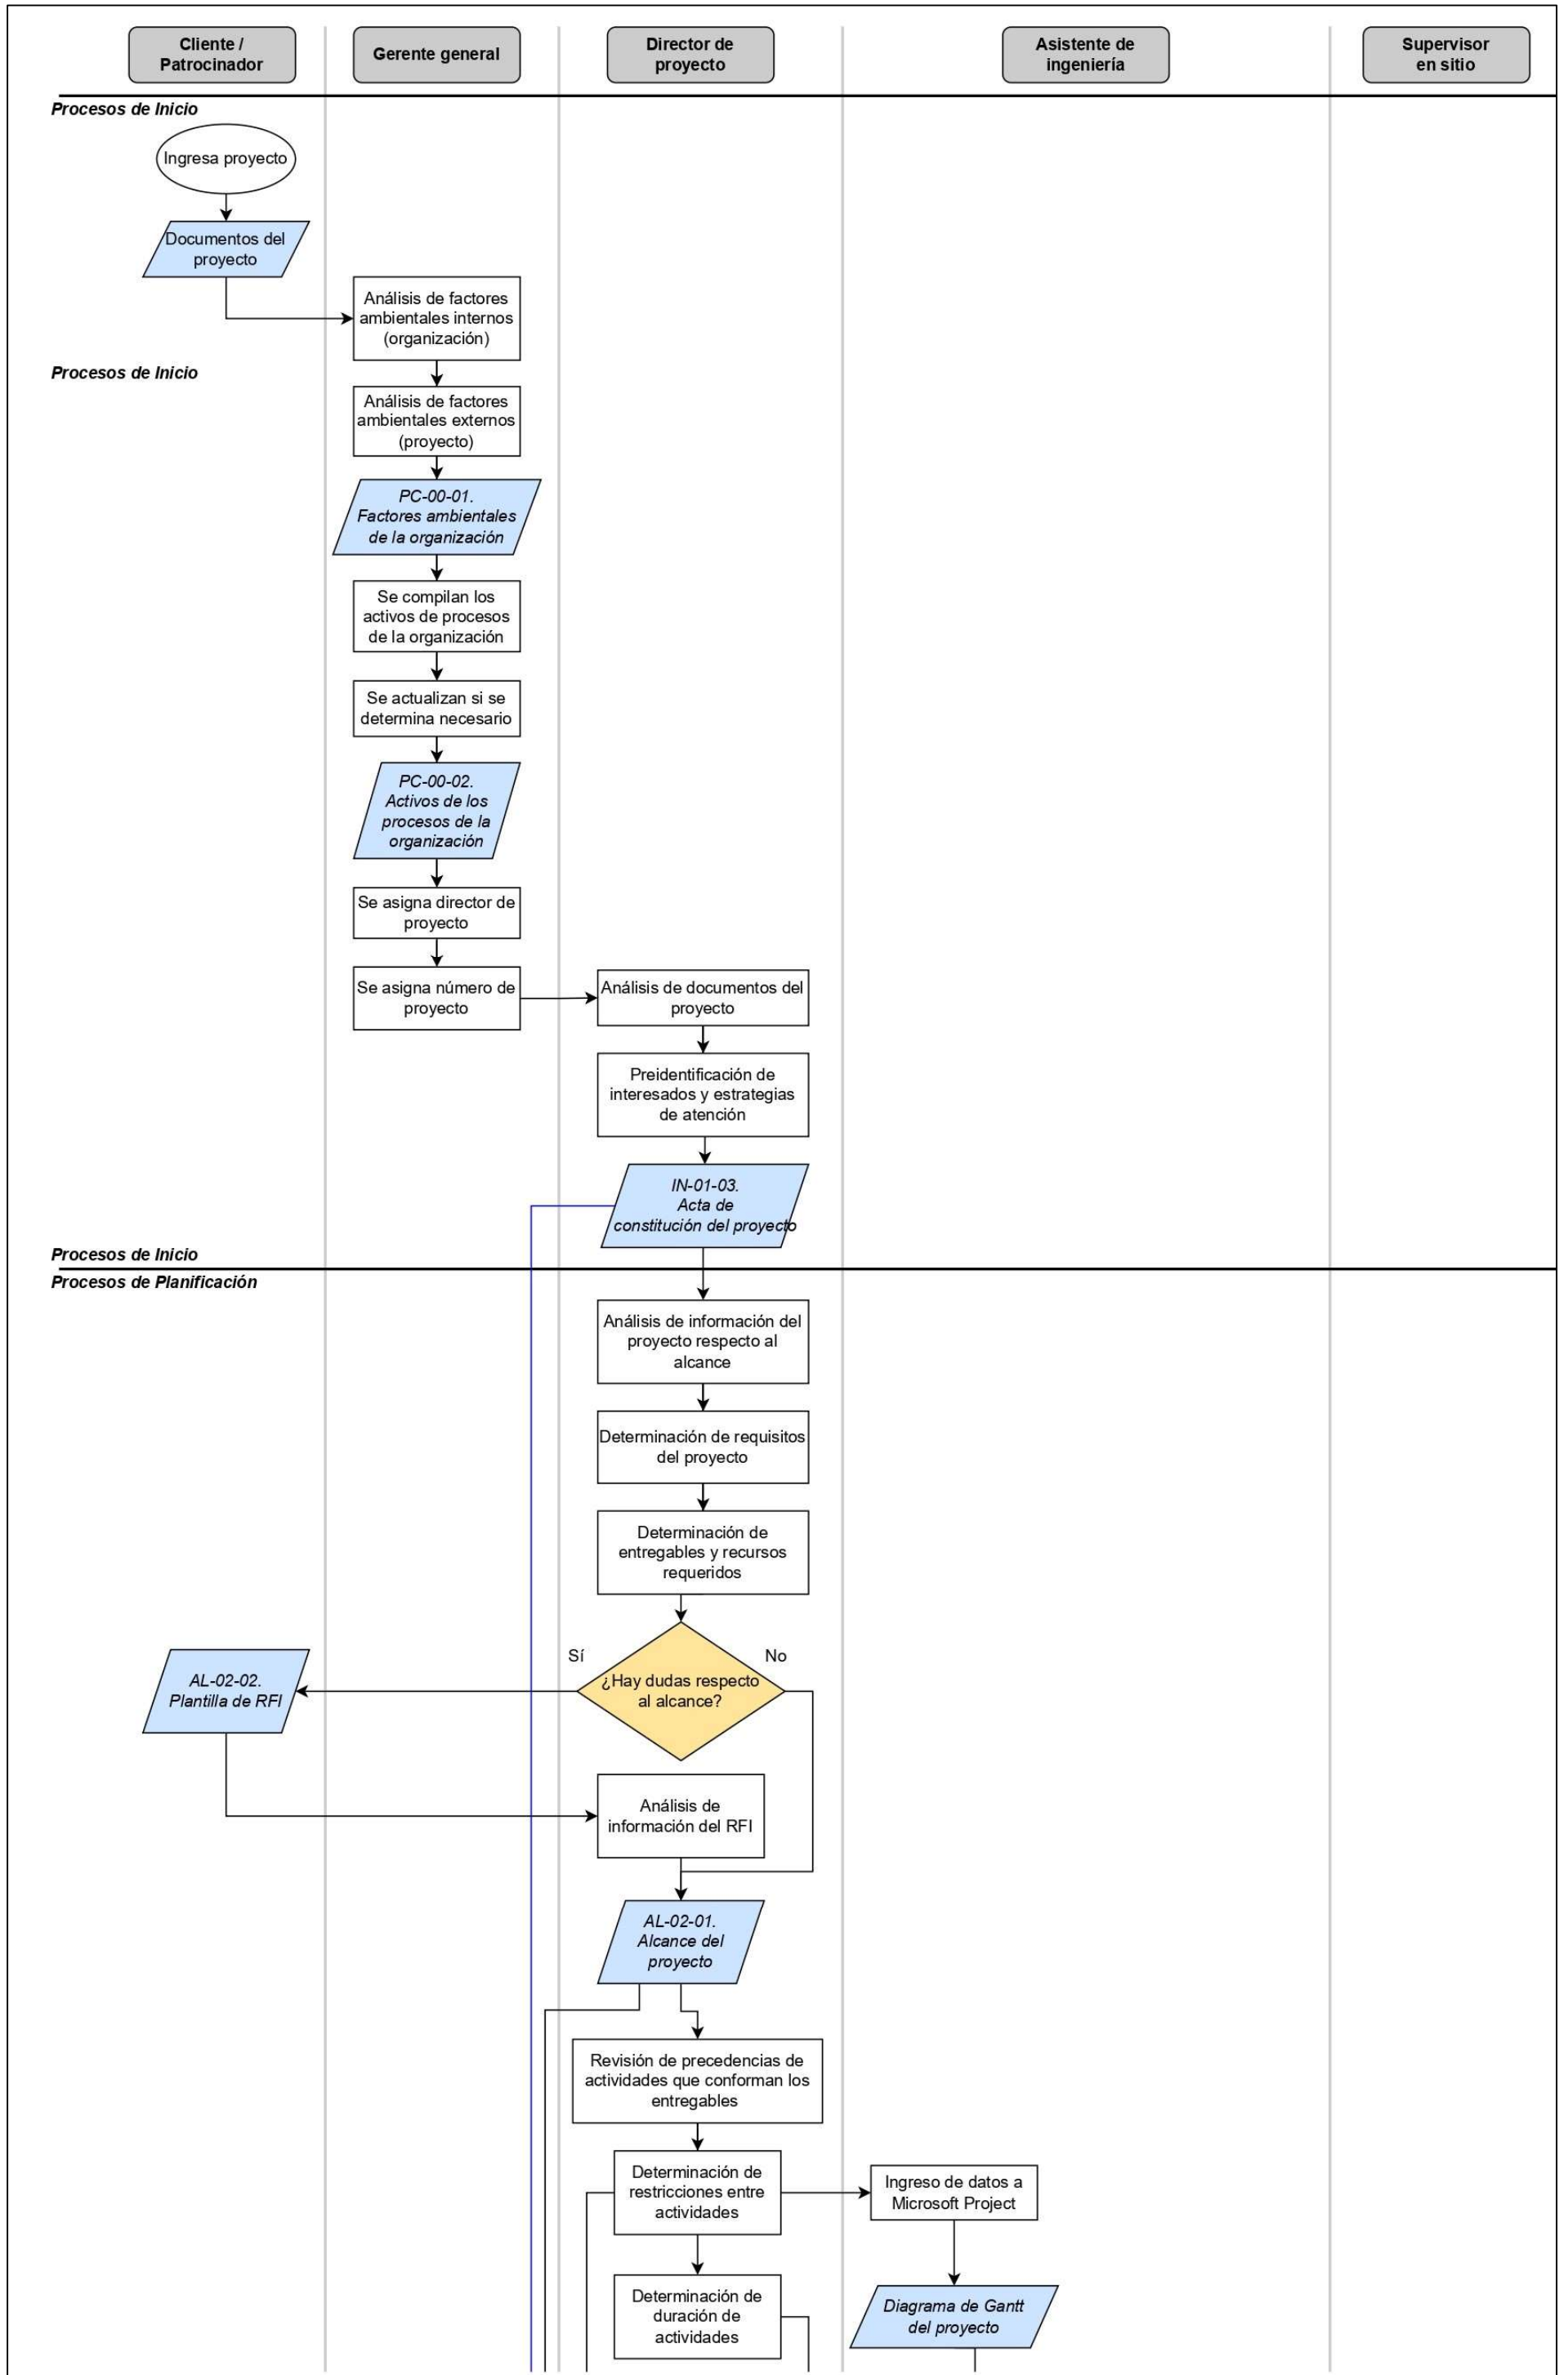 Cliente /
Patrocinador
Gerente general
Director de
proyecto
Asistente de
ingeniería
Supervisor
en sitio
Procesos de Inicio
Ingresa proyecto
Documentos del
proyecto
Análisis de factores
ambientales internos
(organización)
Procesos de Inicio
Análisis de factores
ambientales externos
(proyecto)
PC-00-01.
Factores ambientales
de la organización
Se compilan los
activos de procesos
de la organización
Se actualizan si se
determina necesario
PC-00-02.
Activos de los
procesos de la
organización
Se asigna director de
proyecto
Se asigna número de
proyecto
Análisis de documentos del
proyecto
Preidentificación de
interesados y estrategias
de atención
IN-01-03.
Acta de
constitución del proyecto
Procesos de Inicio
Procesos de Planificación
Análisis de información del
proyecto respecto al
alcance
Determinación de requisitos
del proyecto
Determinación de
entregables y recursos
requeridos
Sí
No
¿Hay dudas respecto
al alcance?
AL-02-02.
Plantilla de RFI
Análisis de
información del RFI
AL-02-01.
Alcance del
proyecto
Revisión de precedencias de
actividades que conforman los
entregables
Determinación de
restricciones entre
actividades
Ingreso de datos a
Microsoft Project
Determinación de
duración de
actividades
Diagrama de Gantt
del proyecto